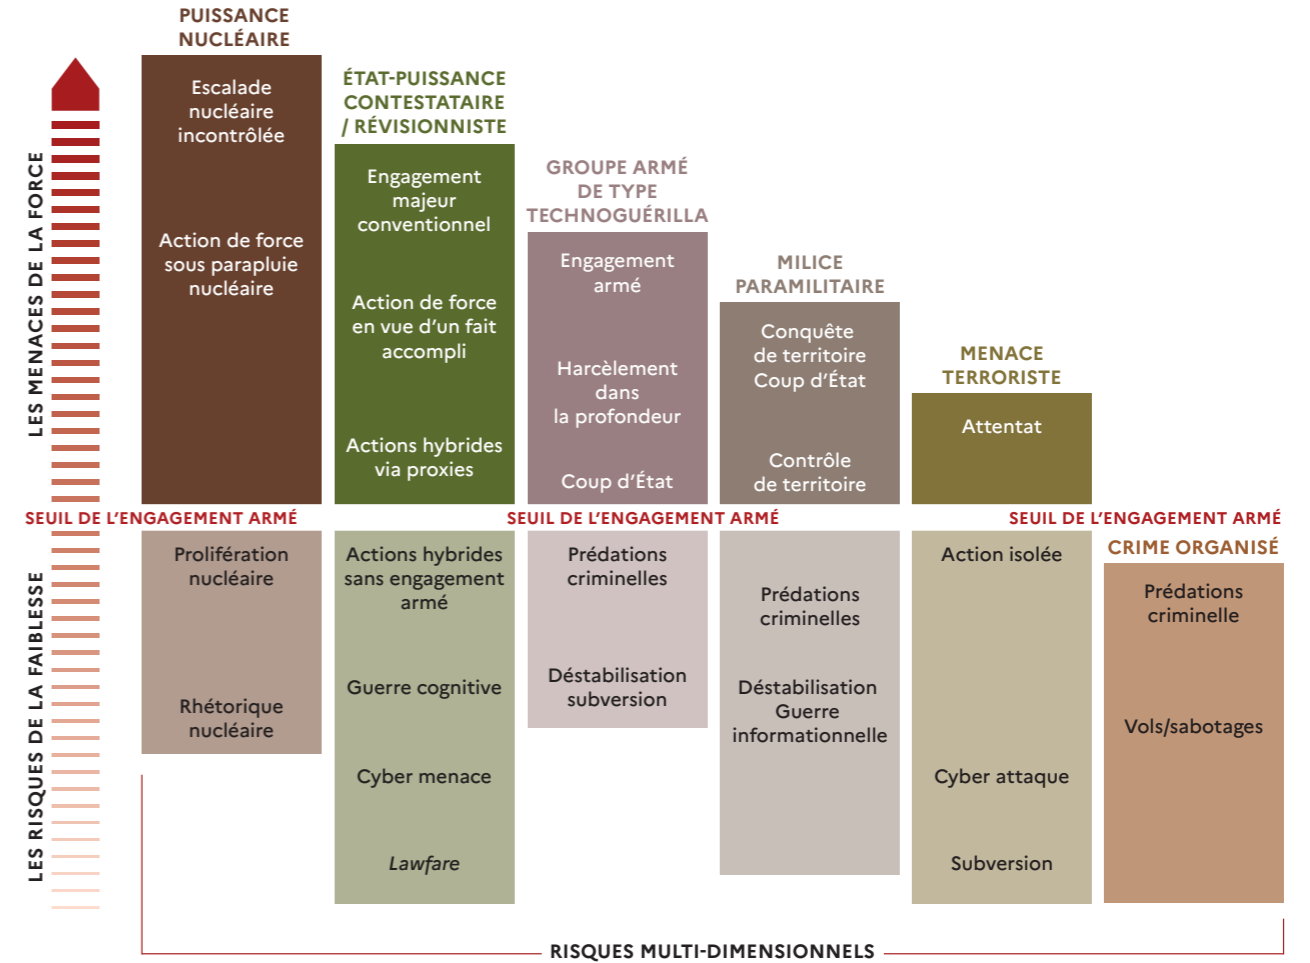 PUISSANCE
NUCLÉAIRE
Escalade
nucléaire
incontrôlée
Action de force
sous parapluie
nucléaire
ÉTAT-PUISSANCE
CONTESTATAIRE
/ RÉVISIONNISTE
Engagement
majeur
conventionnel
Action de force
en vue d’un fait
accompli
Actions hybrides
via proxies
GROUPE ARMÉ
DE TYPE
TECHNOGUÉRILLA
Engagement
armé
Harcèlement
dans
la profondeur
Coup d’État
MILICE
PARAMILITAIRE
Conquête
de territoire
Coup d’État
Contrôle
de territoire
MENACE
TERRORISTE
Attentat
LES MENACES DE LA FORCE
SEUIL DE L’ENGAGEMENT ARMÉ
SEUIL DE L’ENGAGEMENT ARMÉ
SEUIL DE L’ENGAGEMENT ARMÉ
LES RISQUES DE LA FAIBLESSE
Prolifération
nucléaire
Rhétorique
nucléaire
Actions hybrides
sans engagement
armé
Guerre cognitive
Cyber menace
Lawfare
Prédations
criminelles
Déstabilisation
subversion
Prédations
criminelles
Déstabilisation
Guerre
informationnelle
Action isolée
Cyber attaque
Subversion
CRIME ORGANISÉ
Prédations
criminelle
Vols/sabotages
RISQUES MULTI-DIMENSIONNELS